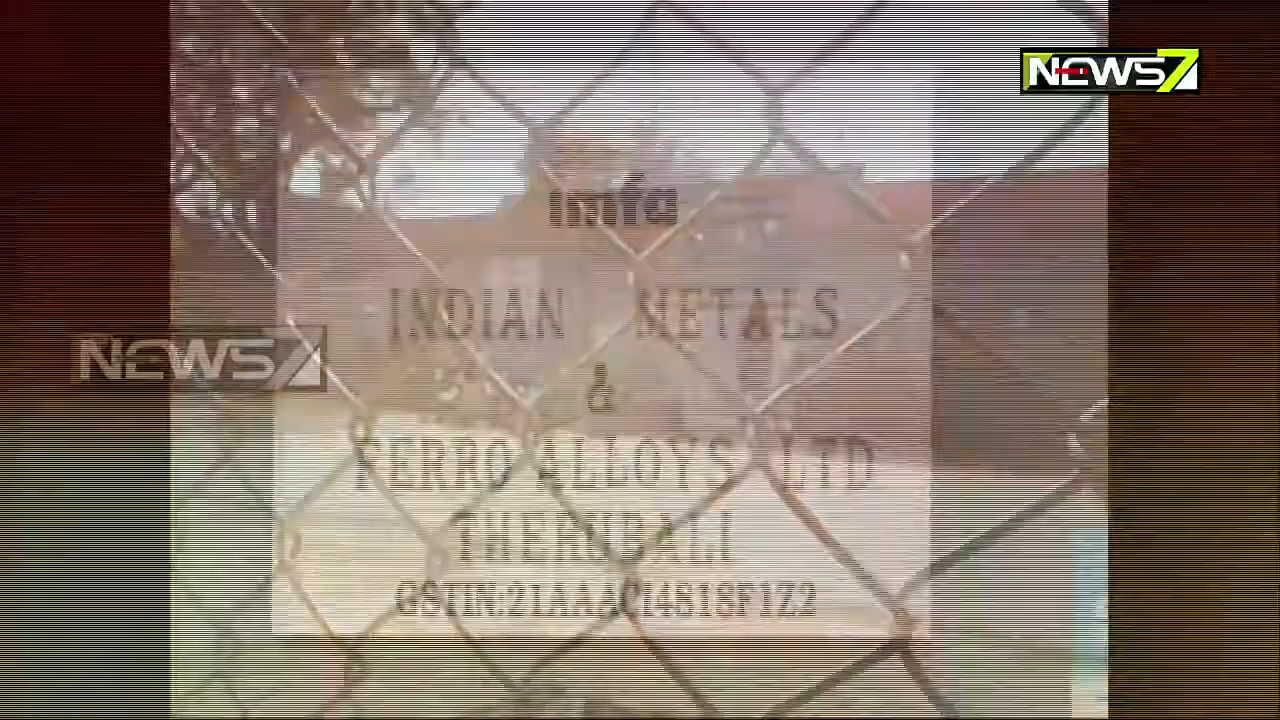 NEWS7
imfa
INDIAN METALS
&
FERRO ALLOYS LTD
THERUBALI
GSTIN:21AAACI4818F1Z2
NEWS7